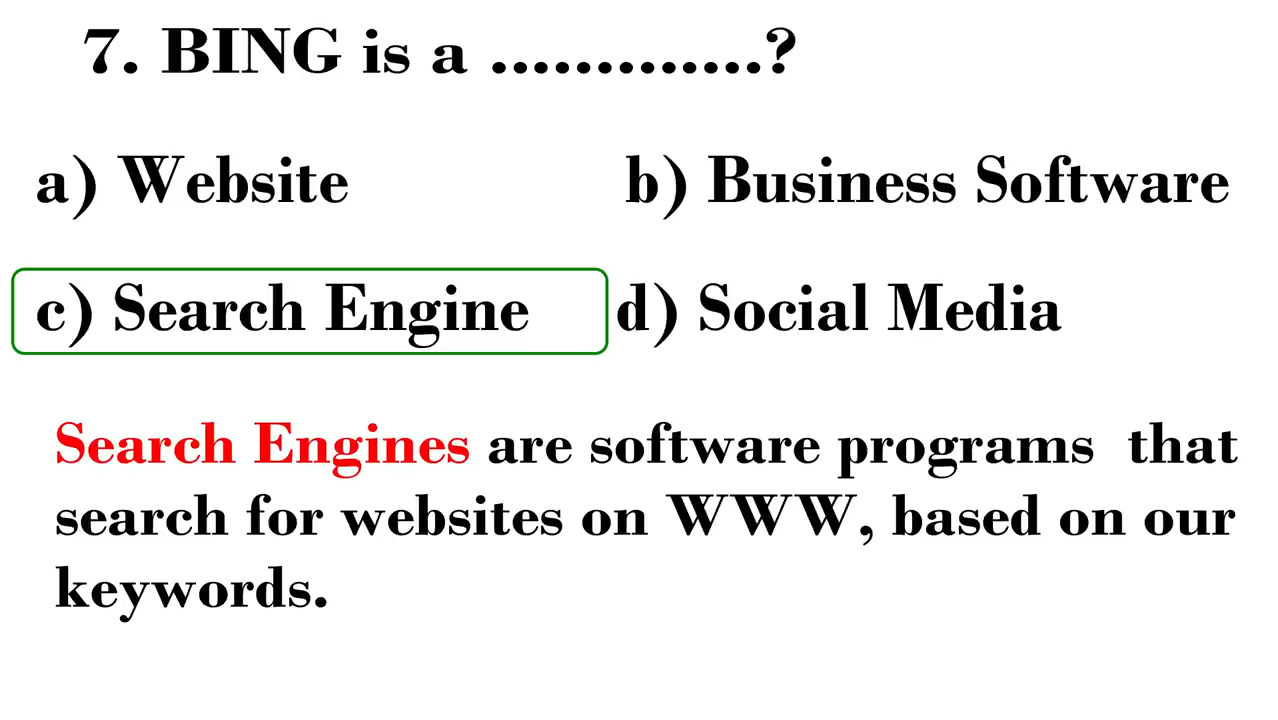 7. BING is a .............?
a) Website b) Business Software
c) Search Engine d) Social Media
Search Engines are software programs that
search for websites on WWW, based on our
keywords.